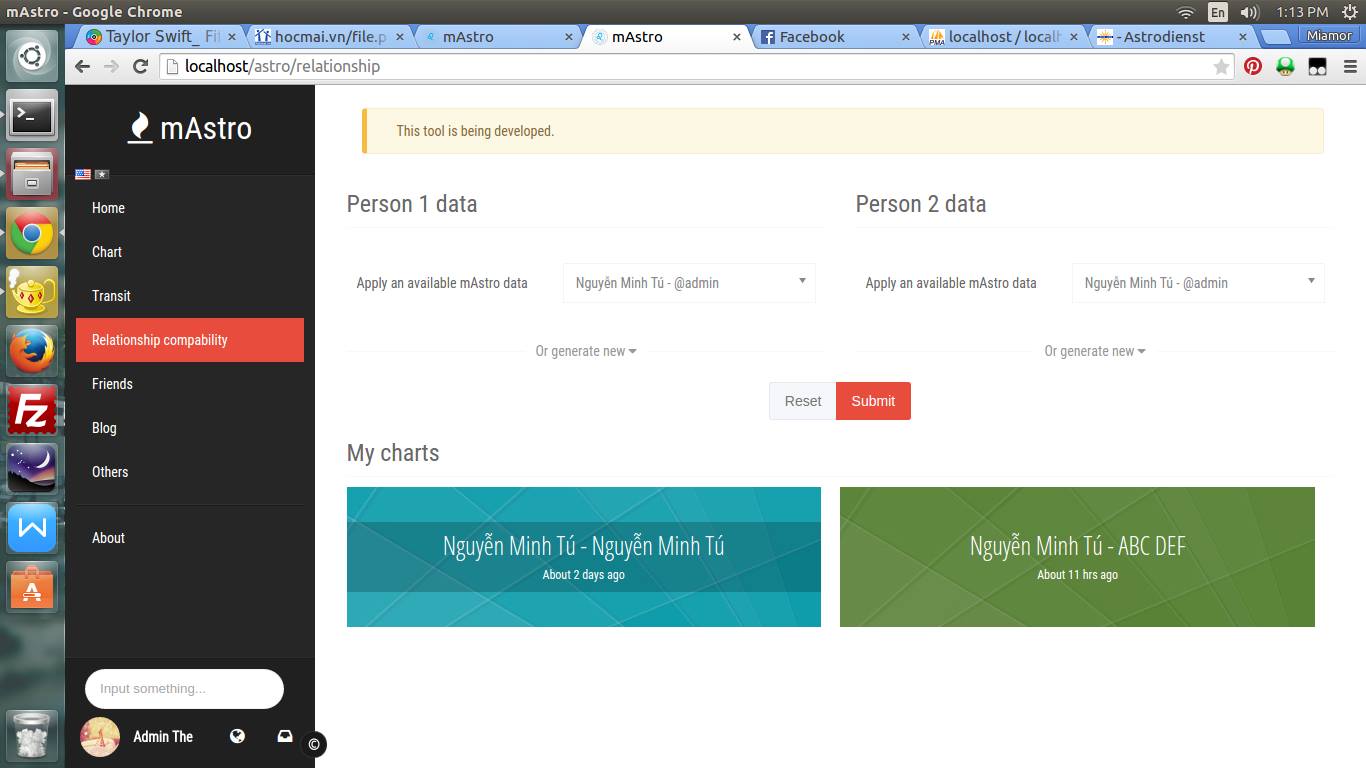 mAstro - Google Chrome
En
1:13 PM
Taylor Swift_ Fi
hocmai.vn/file.p
mAstro
mAstro
Facebook
localhost / localh
- Astrodienst
Miamor
localhost/astro/relationship
mAstro
Home
Chart
Transit
Relationship compability
Friends
Blog
Others
About
Input something...
Admin The
©
This tool is being developed.
Person 1 data
Person 2 data
Apply an available mAstro data
Nguyễn Minh Tú - @admin
Apply an available mAstro data
Nguyễn Minh Tú - @admin
Or generate new
Or generate new
Reset
Submit
My charts
Nguyễn Minh Tú - Nguyễn Minh Tú
About 2 days ago
Nguyễn Minh Tú - ABC DEF
About 11 hrs ago